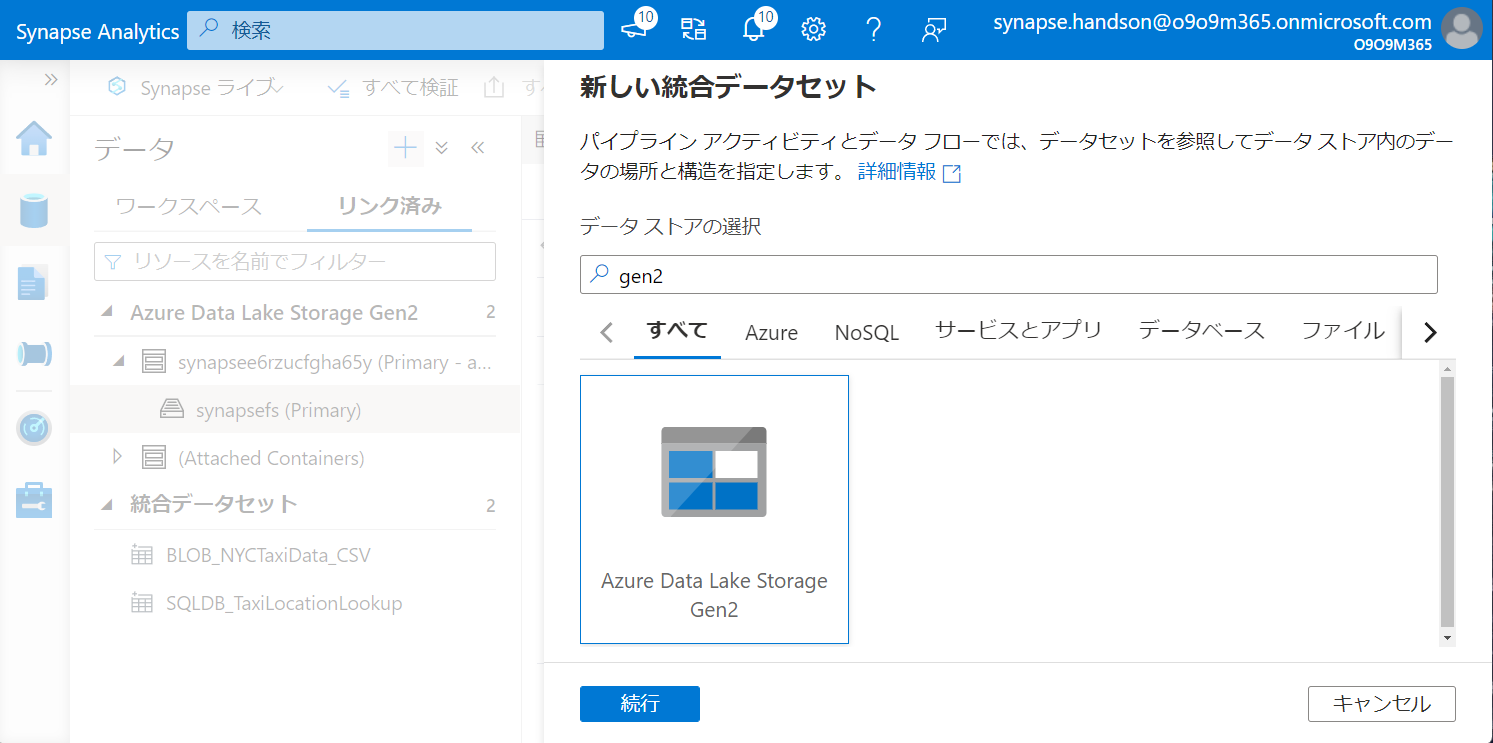 Synapse Analytics
検索
10
10
synapse.handson@o9o9m365.onmicrosoft.com
O9O9M365
Synapse ライブ
すべて検証
データ
ワークスペース
リンク済み
リソースを名前でフィルター
Azure Data Lake Storage Gen2
2
synapsee6rzucfgha65y (Primary - a...
synapsefs (Primary)
(Attached Containers)
統合データセット
2
BLOB_NYCTaxiData_CSV
SQLDB_TaxiLocationLookup
新しい統合データセット
パイプライン アクティビティとデータ フローでは、データセットを参照してデータ ストア内のデー
タの場所と構造を指定します。 詳細情報
データ ストアの選択
gen2
すべて
Azure
NoSQL
サービスとアプリ
データベース
ファイル
Azure Data Lake Storage
Gen2
続行
キャンセル